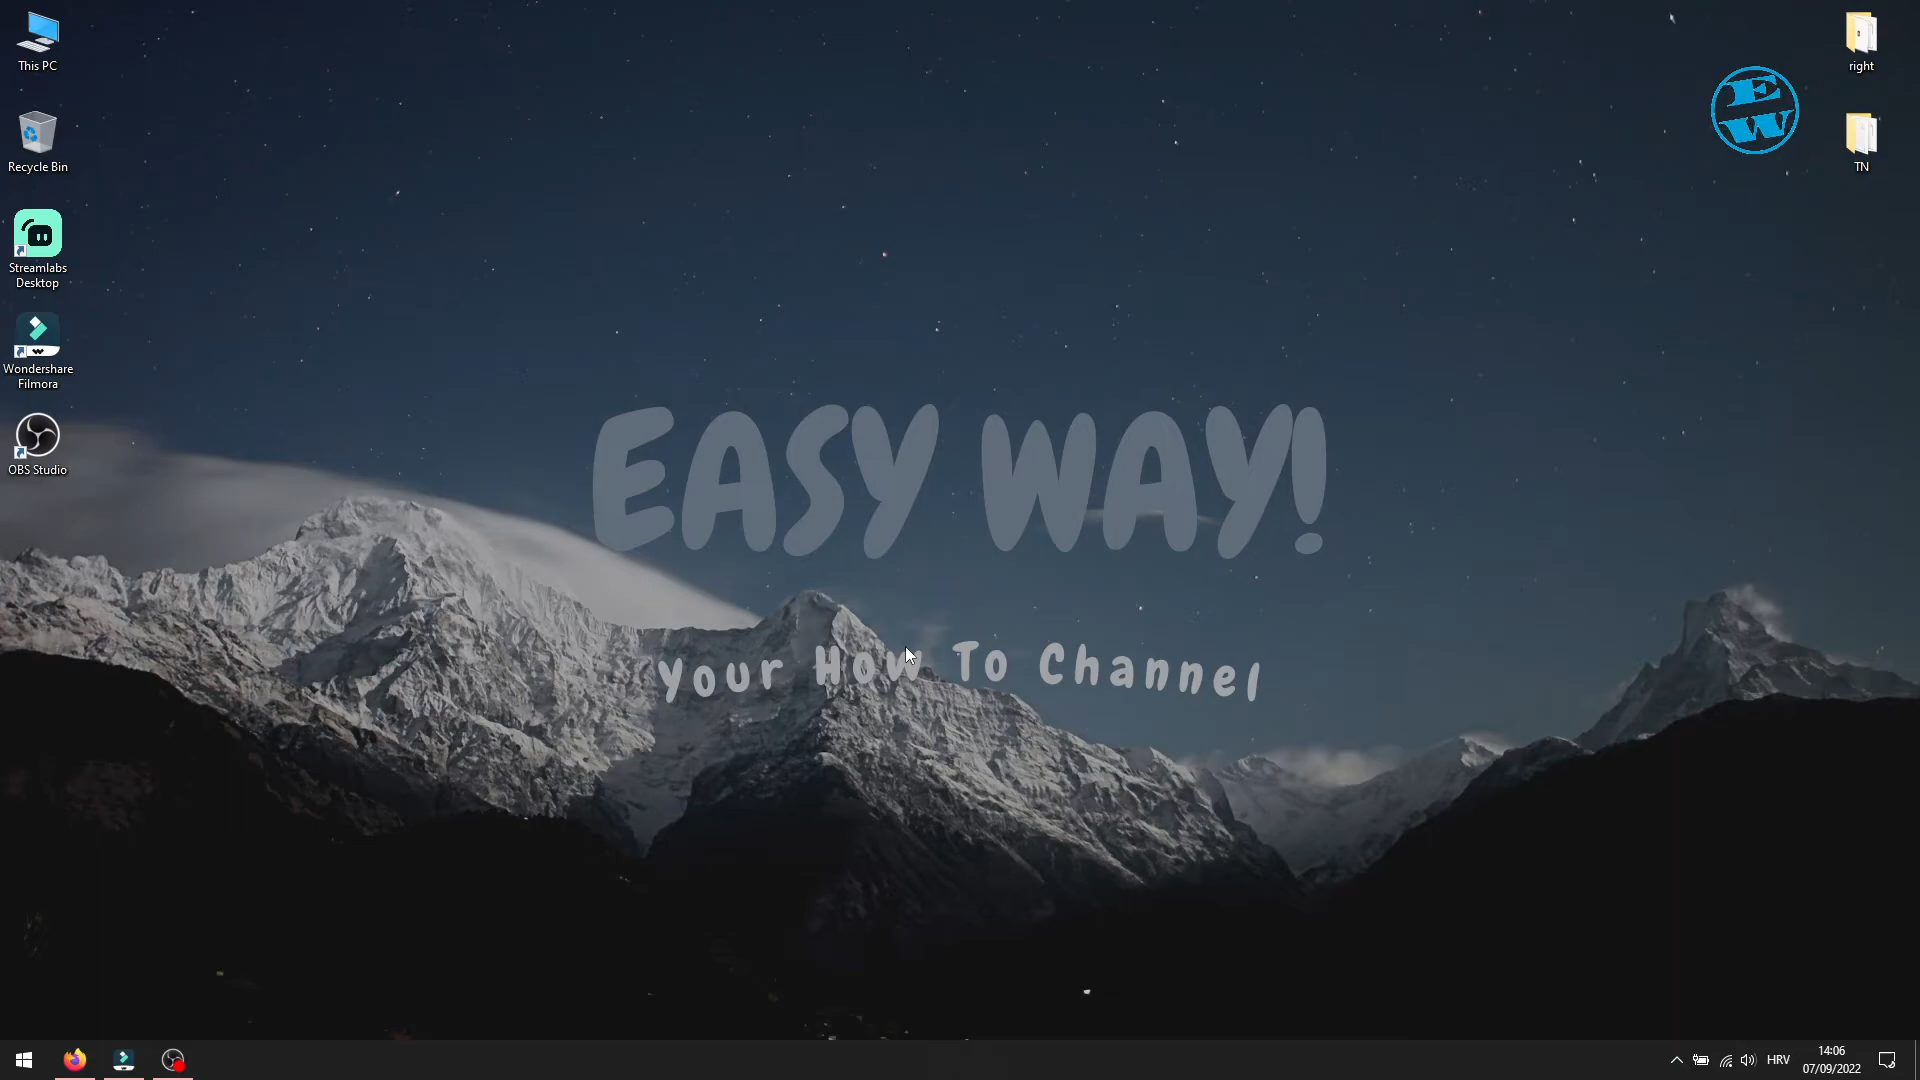 This PC
Recycle Bin
Streamlabs
Desktop
Wondershare
Filmora
OBS Studio
right
TN
EW
EASY WAY!
Your How To Channel
HRV
14:06
07/09/2022